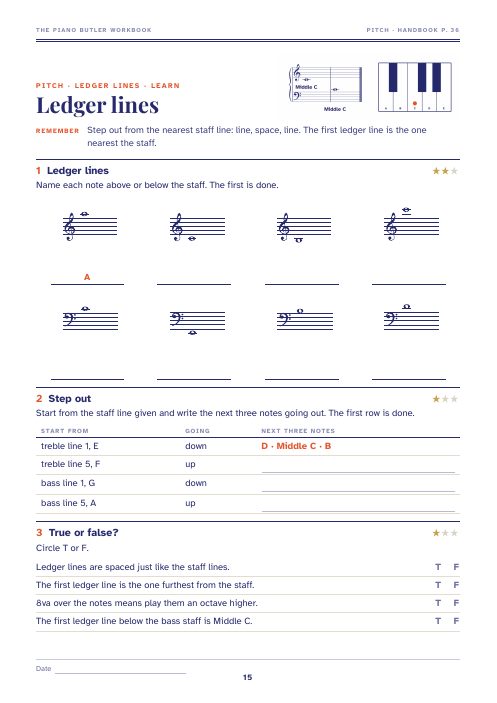 THE PIANO BUTLER WORKBOOK
PITCH · HANDBOOK P. 36
PITCH · LEDGER LINES · LEARN
Ledger lines
Middle C
Middle C
REMEMBER Step out from the nearest staff line: line, space, line. The first ledger line is the one
nearest the staff.
1 Ledger lines
Name each note above or below the staff. The first is done.
A
2 Step out
Start from the staff line given and write the next three notes going out. The first row is done.
START FROM GOING NEXT THREE NOTES
treble line 1, E down D · Middle C · B
treble line 5, F up
bass line 1, G down
bass line 5, A up
3 True or false?
Circle T or F.
Ledger lines are spaced just like the staff lines. T F
The first ledger line is the one furthest from the staff. T F
8va over the notes means play them an octave higher. T F
The first ledger line below the bass staff is Middle C. T F
Date
15